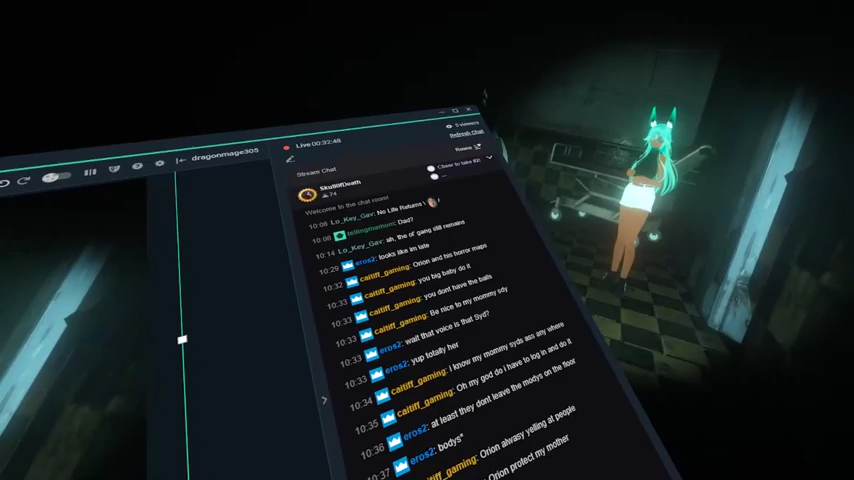 Live 00:32:48
5 viewers
Refresh Chat
dragonmage305
Stream Chat
Rooms
SkullOfDeath
74
Welcome to the chat room!
10:08 Lo_Key_Gav: No Life Returns \ /
10:08 tellingmamom: Dad?
10:14 Lo_Key_Gav: ah, the ol' gang still remains
10:29 eros2: looks like im late
10:32 caitiff_gaming: Orion and his horror maps
10:33 caitiff_gaming: you big baby do it
10:33 caitiff_gaming: you dont have the balls
10:33 caitiff_gaming: Be nice to my mommy sdy
10:33 eros2: wait that voice is that Syd?
10:33 eros2: yup totally her
10:34 caitiff_gaming: I know my mommy syds ass any where
10:35 caitiff_gaming: Oh my god do i have to log in and do it
10:36 eros2: at least they dont leave the modys on the floor
10:37 eros2: bodys*
caitiff_gaming: Orion alwasy yelling at people
Orion protect my mother